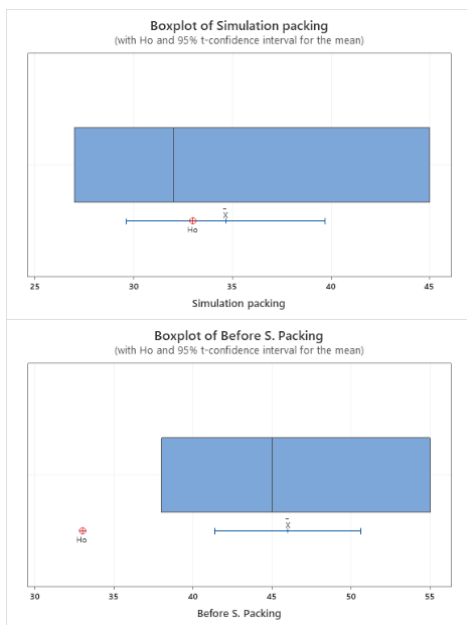 Boxplot of Simulation packing
(with Ho and 95% t-confidence interval for the mean)
X̄
Ho
25 30 35 40 45
Simulation packing
Boxplot of Before S. Packing
(with Ho and 95% t-confidence interval for the mean)
X̄
Ho
30 35 40 45 50 55
Before S. Packing